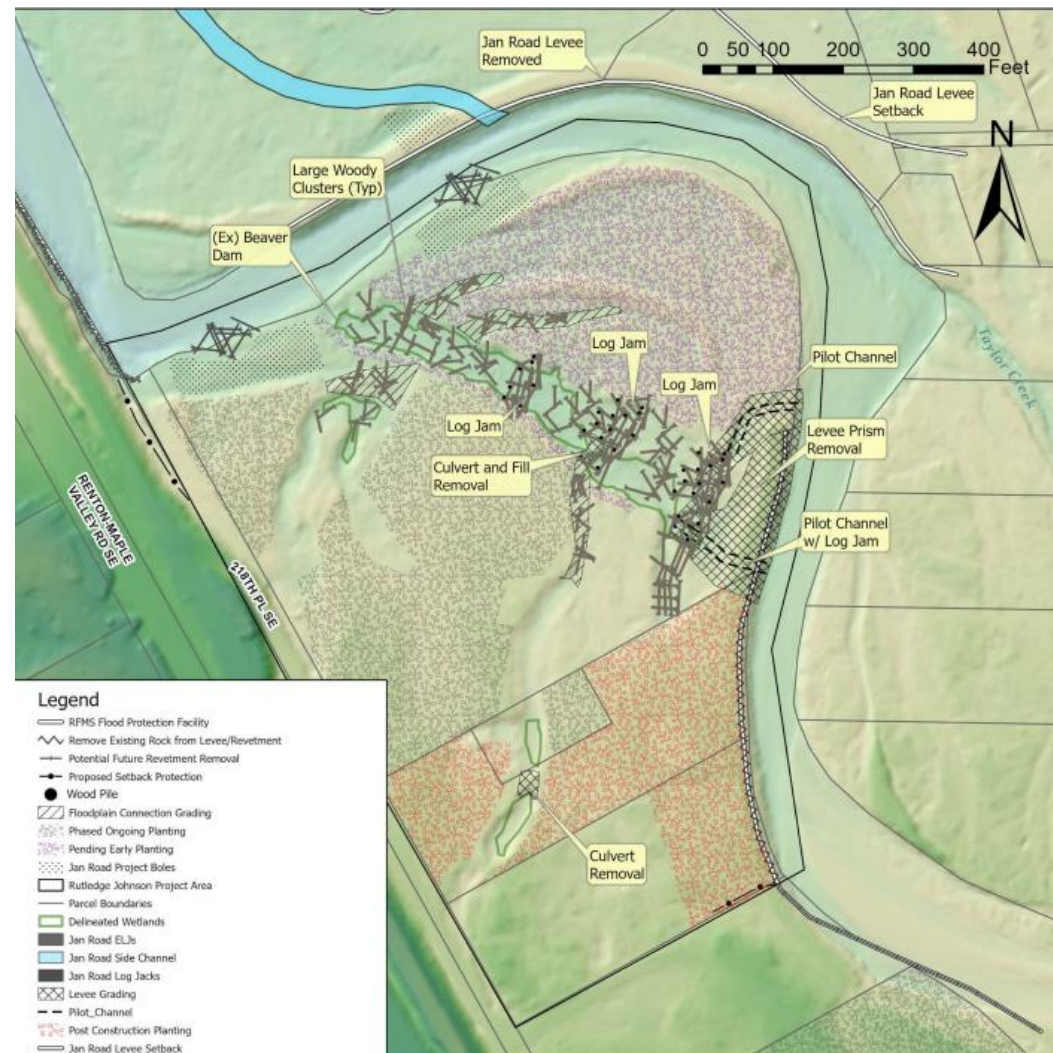 Jan Road Levee
Removed
0 50 100 200 300 400
Feet
Jan Road Levee
Setback
N
Large Woody
Clusters (Typ)
(Ex) Beaver
Dam
Log Jam
Log Jam
Pilot Channel
Taylor Creek
Log Jam
Levee Prism
Removal
Culvert and Fill
Removal
Pilot Channel
w/ Log Jam
RENTON-MAPLE
VALLEY RD SE
218TH PL SE
Culvert
Removal
Legend
RFMS Flood Protection Facility
Remove Existing Rock from Levee/Revetment
Potential Future Revetment Removal
Proposed Setback Protection
Wood Pile
Floodplain Connection Grading
Phased Ongoing Planting
Pending Early Planting
Jan Road Project Boles
Rutledge Johnson Project Area
Parcel Boundaries
Delineated Wetlands
Jan Road ELJs
Jan Road Side Channel
Jan Road Log Jacks
Levee Grading
Pilot_Channel
Post Construction Planting
Jan Road Levee Setback